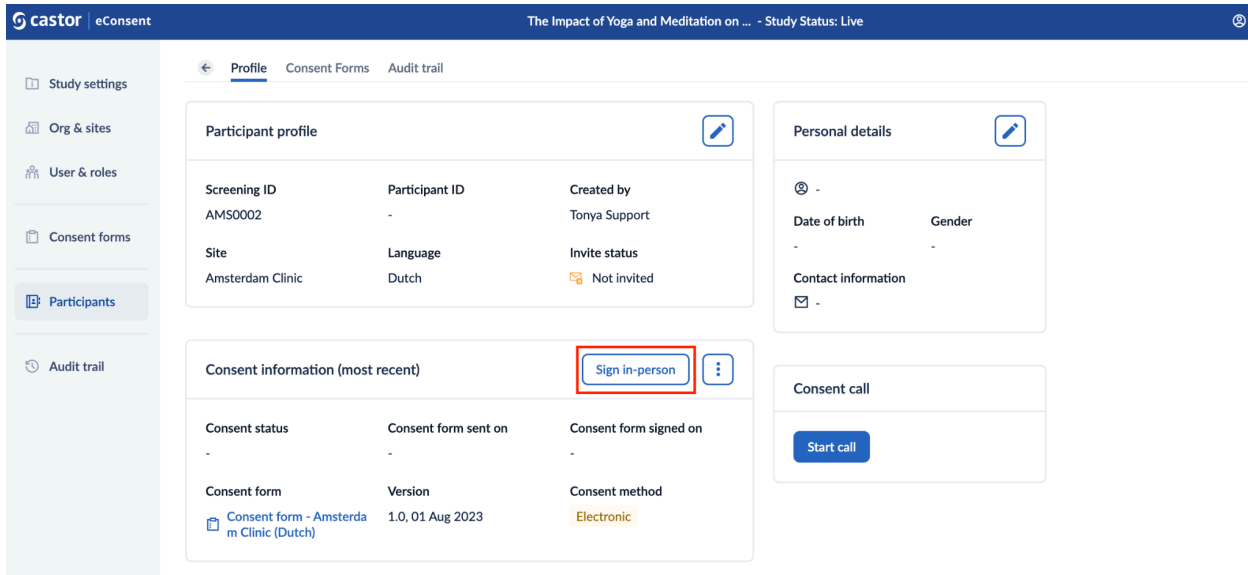 castor eConsent
The Impact of Yoga and Meditation on ... - Study Status: Live
Study settings
Org & sites
User & roles
Consent forms
Participants
Audit trail
Profile Consent Forms Audit trail
Participant profile
Screening ID Participant ID Created by
AMS0002 - Tonya Support
Site Language Invite status
Amsterdam Clinic Dutch Not invited
Personal details
-
Date of birth Gender
- -
Contact information
-
Consent information (most recent) Sign in-person
Consent status Consent form sent on Consent form signed on
- - -
Consent form Version Consent method
Consent form - Amsterda 1.0, 01 Aug 2023 Electronic
m Clinic (Dutch)
Consent call
Start call